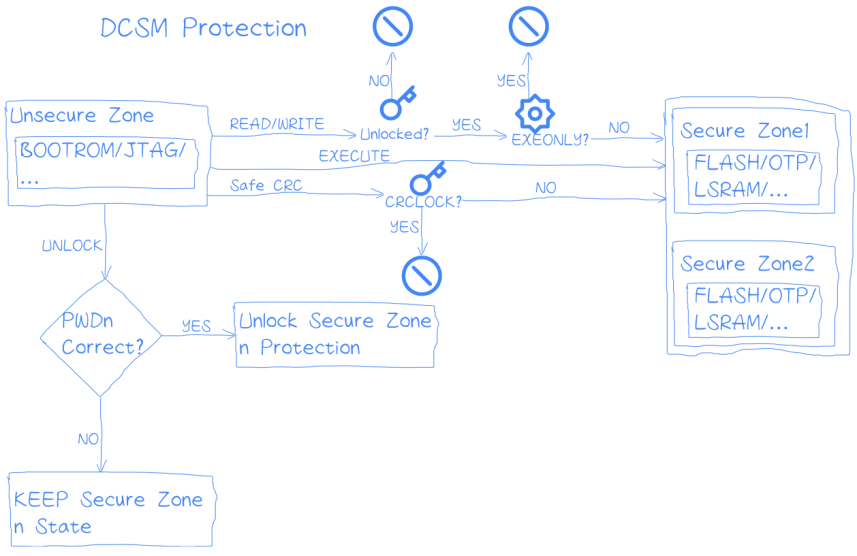 DCSM Protection
NO
YES
Unsecure Zone
BOOTROM/JTAG/
...
READ/WRITE
Unlocked?
YES
EXEONLY?
NO
EXECUTE
Safe CRC
CRCLOCK?
NO
YES
Secure Zone1
FLASH/OTP/
LSRAM/...
Secure Zone2
FLASH/OTP/
LSRAM/...
UNLOCK
PWDn
Correct?
YES
Unlock Secure Zone
n Protection
NO
KEEP Secure Zone
n State